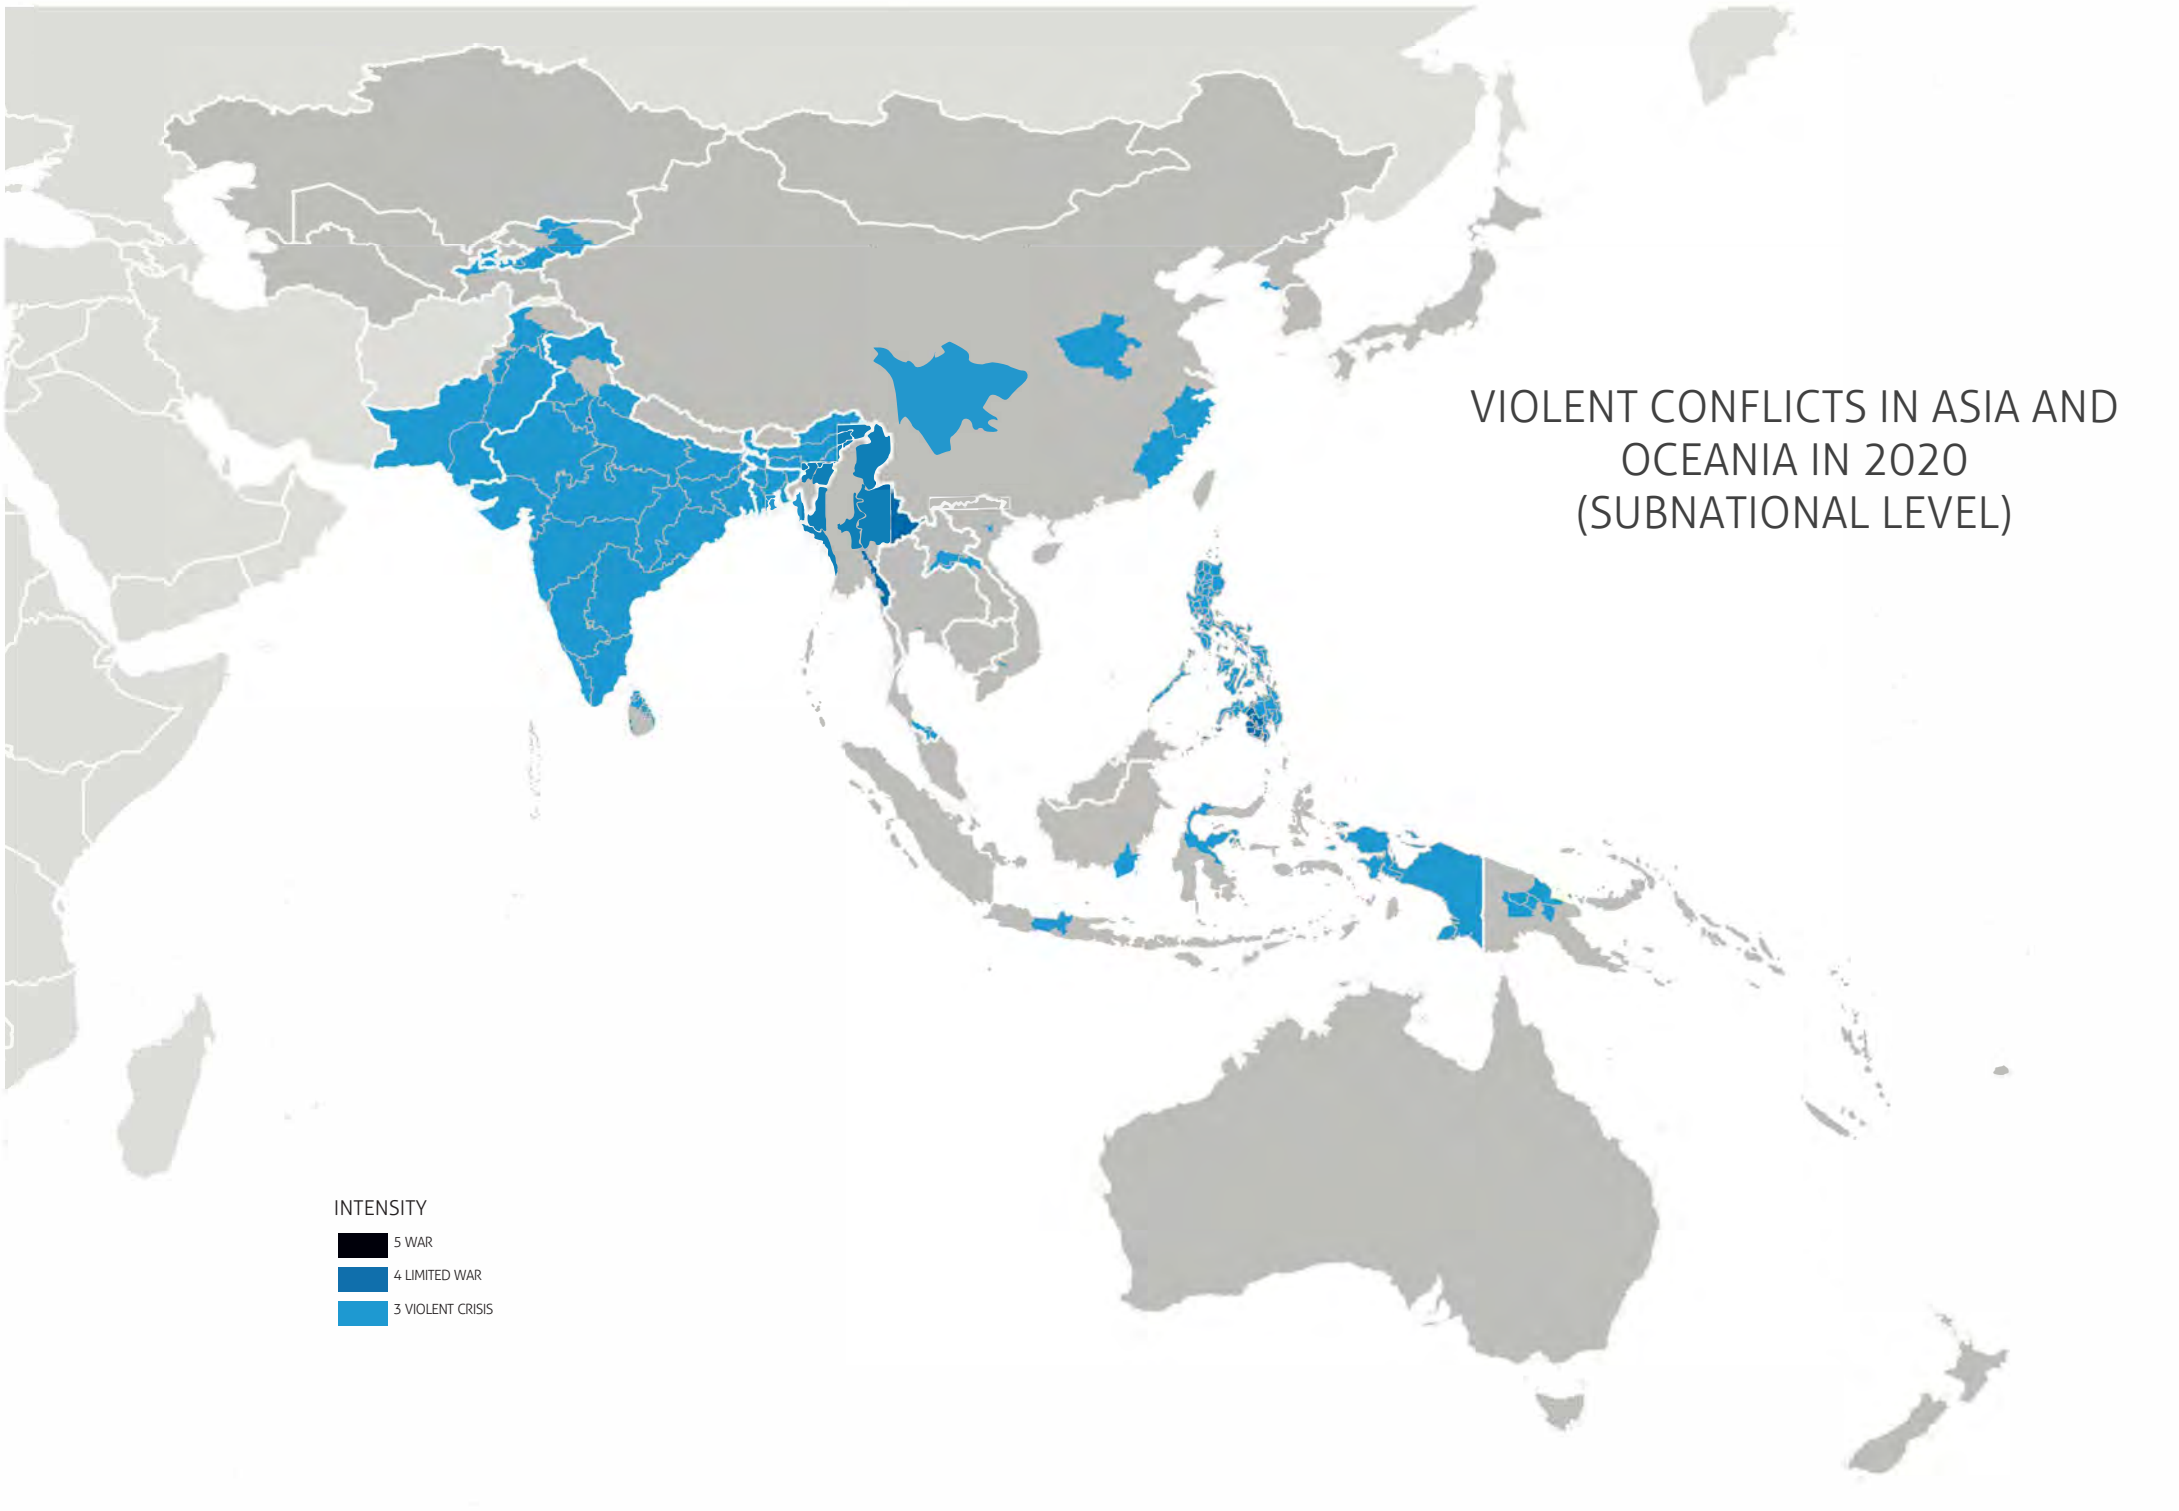 VIOLENT CONFLICTS IN ASIA AND
OCEANIA IN 2020
(SUBNATIONAL LEVEL)
INTENSITY
5 WAR
4 LIMITED WAR
3 VIOLENT CRISIS